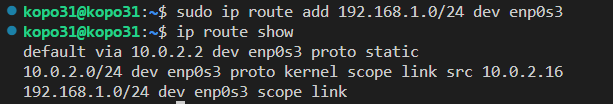 kopo31@kopo31:~$ sudo ip route add 192.168.1.0/24 dev enp0s3
kopo31@kopo31:~$ ip route show
default via 10.0.2.2 dev enp0s3 proto static
10.0.2.0/24 dev enp0s3 proto kernel scope link src 10.0.2.16
192.168.1.0/24 dev enp0s3 scope link